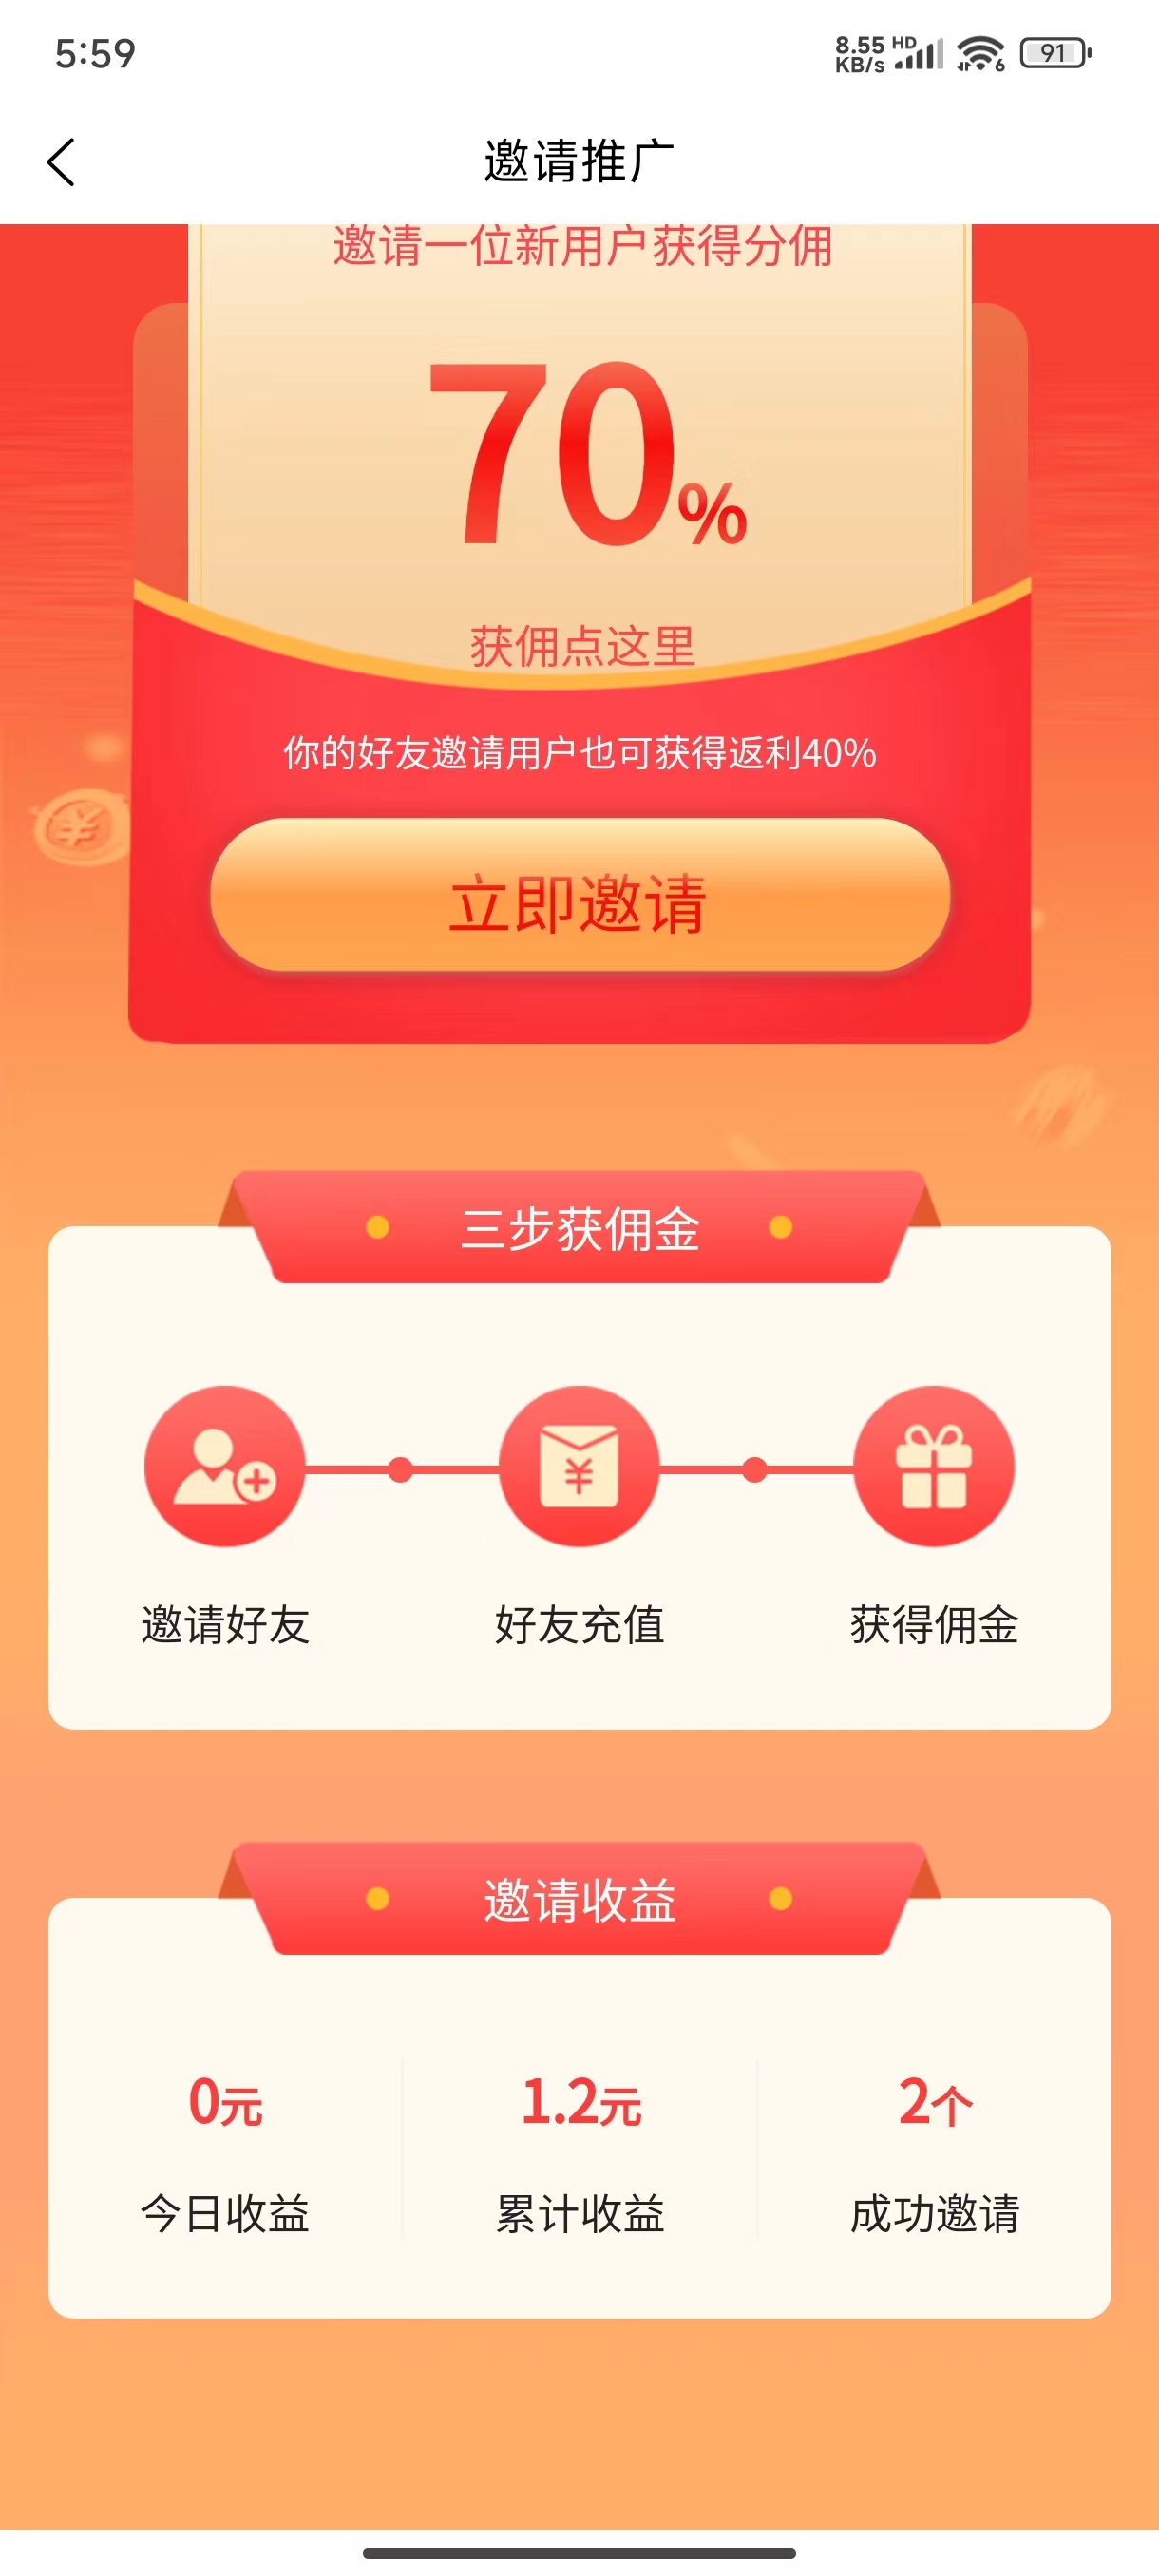 5:59
8.55 KB/s HD 6 91
邀请推广
邀请一位新用户获得分佣
70%
获佣点这里
你的好友邀请用户也可获得返利40%
立即邀请
三步获佣金
¥
邀请好友 好友充值 获得佣金
邀请收益
0元 1.2元 2个
今日收益 累计收益 成功邀请